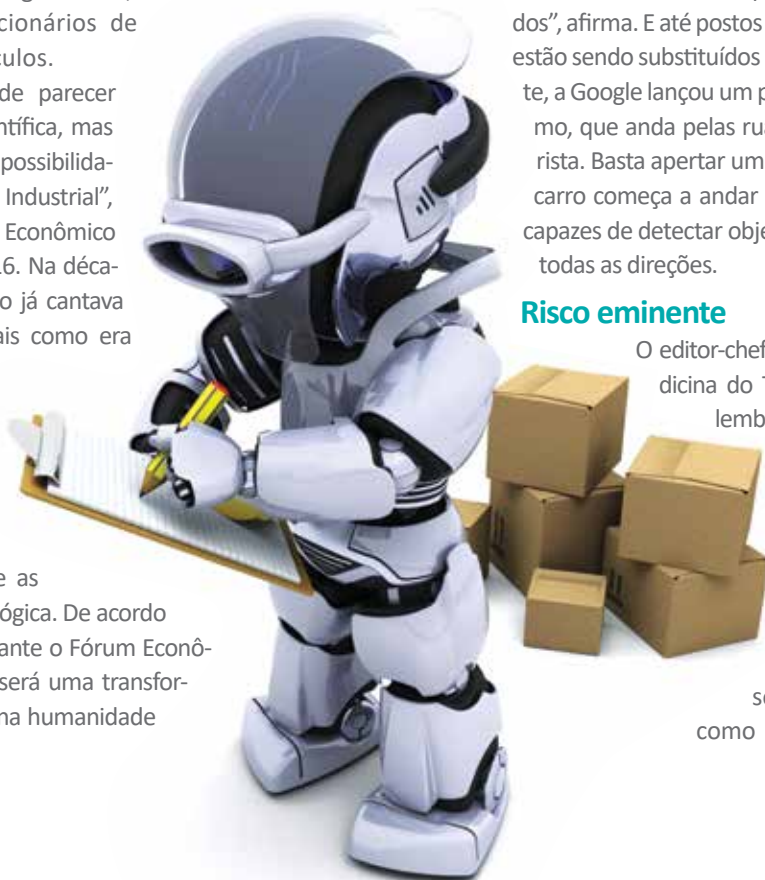 cionários de
culos.
de parecer
ntífica, mas
possibilida-
Industrial”,
Econômico
16. Na déca-
o já cantava
ais como era
e as
ógica. De acordo
ante o Fórum Econô-
será uma transfor-
na humanidade
dos”, afirma. E até postos
estão sendo substituídos
te, a Google lançou um p
mo, que anda pelas rua
rista. Basta apertar um
carro começa a andar
capazes de detectar obje
todas as direções.
Risco eminente
O editor-chef
dicina do T
lemb
se
como